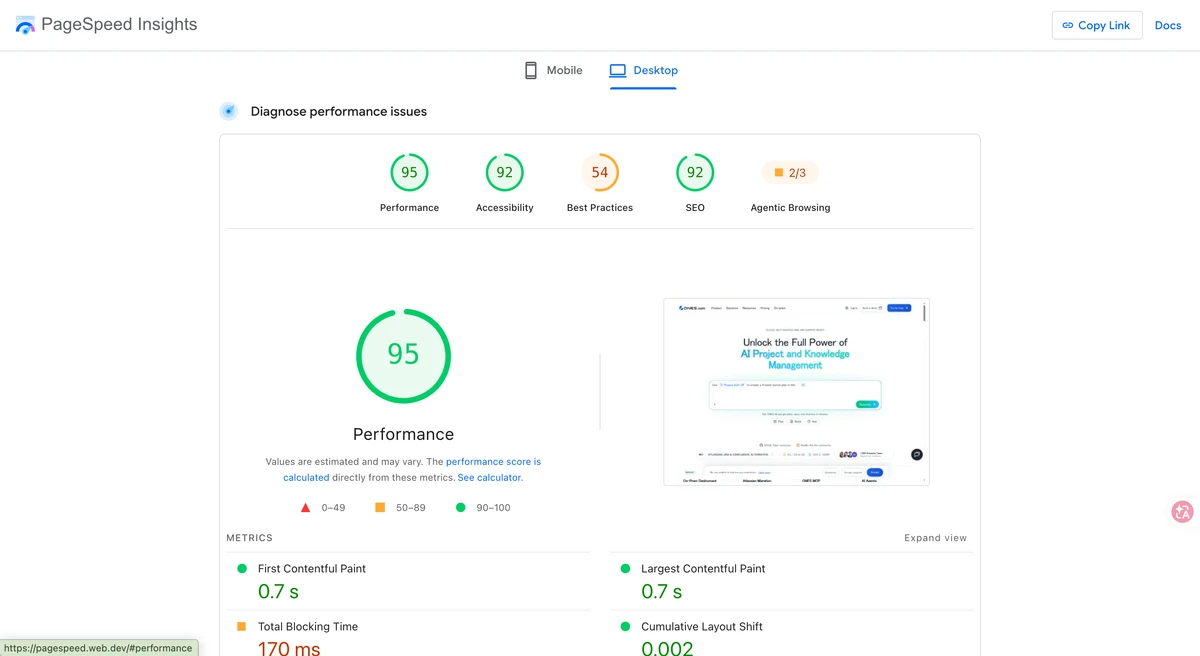 PageSpeed Insights
Copy Link
Docs
Mobile
Desktop
Diagnose performance issues
95
92
54
92
2/3
Performance
Accessibility
Best Practices
SEO
Agentic Browsing
95
Performance
Values are estimated and may vary. The performance score is
calculated directly from these metrics. See calculator.
0–49
50–89
90–100
Unlock the Full Power of
AI Project and Knowledge
Management
METRICS
Expand view
First Contentful Paint
0.7 s
Largest Contentful Paint
0.7 s
Total Blocking Time
170 ms
Cumulative Layout Shift
0.002
https://pagespeed.web.dev/#performance